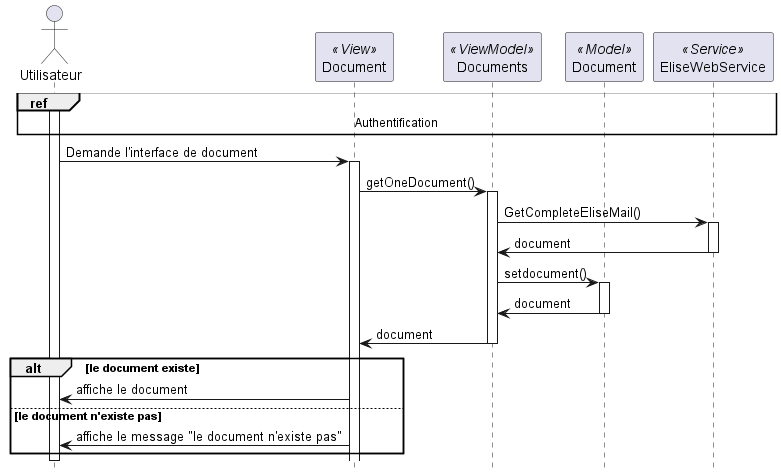 «View»
Document
«ViewModel»
Documents
«Model»
Document
«Service»
EliseWebService
Utilisateur
ref
Authentification
Demande l'interface de document
getOneDocument()
GetCompleteEliseMail()
document
setdocument()
document
document
alt
[le document existe]
affiche le document
[le document n'existe pas]
affiche le message "le document n'existe pas"